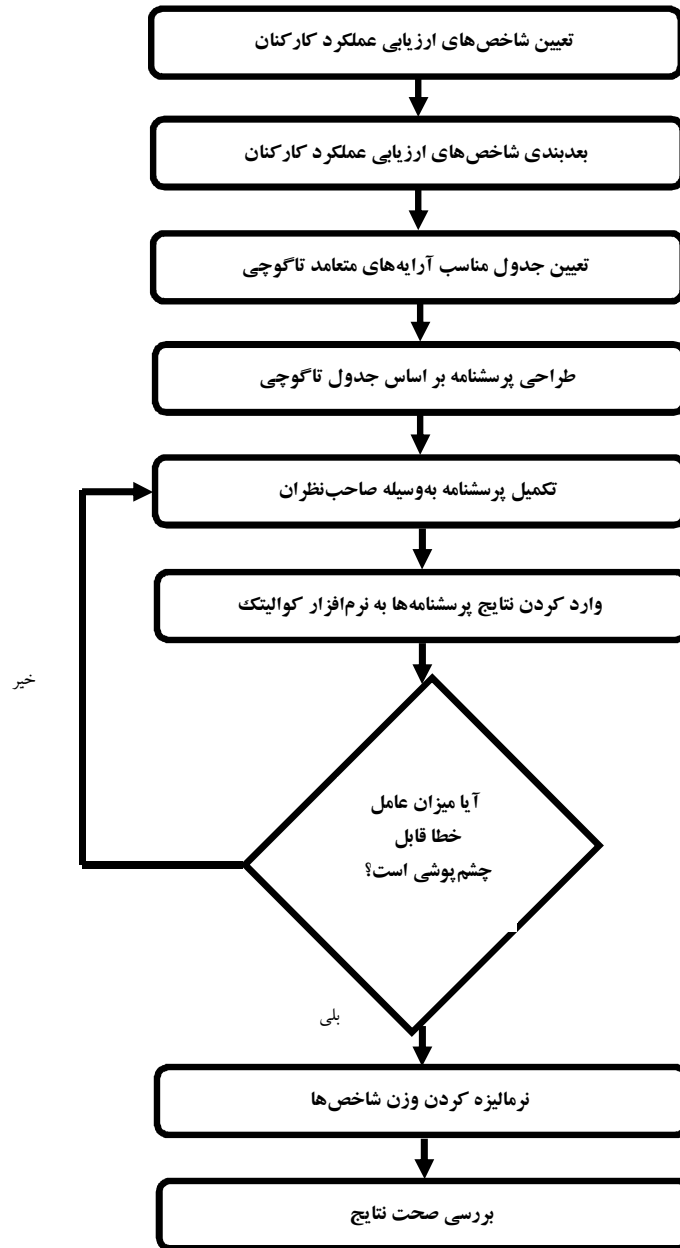 تعیین شاخص‌های ارزیابی عملکرد کارکنان
بعدبندی شاخص‌های ارزیابی عملکرد کارکنان
تعیین جدول مناسب آرایه‌های متعامد تاگوچی
طراحی پرسشنامه بر اساس جدول تاگوچی
تکمیل پرسشنامه به‌وسیله صاحب‌نظران
وارد کردن نتایج پرسشنامه‌ها به نرم‌افزار کوالیتک
خیر
آیا میزان عامل
خطا قابل
چشم‌پوشی است؟
بلی
نرمالیزه کردن وزن شاخص‌ها
بررسی صحت نتایج